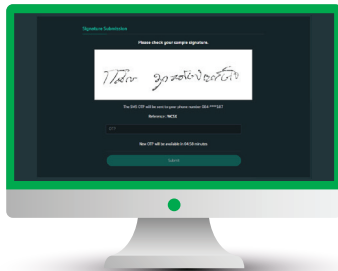 Signature Submission
Please check your sample signature.
The SMS OTP will be sent to your phone number
Reference :
OTP
New OTP will be available in 04:58 minutes
Submit